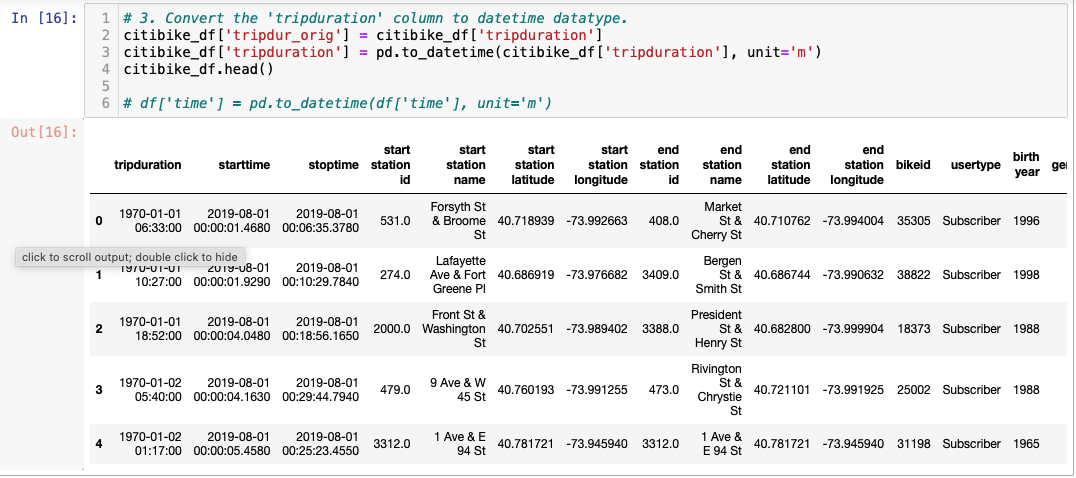 In [16]:
1 # 3. Convert the 'tripduration' column to datetime datatype.
2 citibike_df['tripdur_orig'] = citibike_df['tripduration']
3 citibike_df['tripduration'] = pd.to_datetime(citibike_df['tripduration'], unit='m')
4 citibike_df.head()
5
6 # df['time'] = pd.to_datetime(df['time'], unit='m')
Out[16]:
tripduration starttime stoptime start station id start station name start station latitude start station longitude end station id end station name end station latitude end station longitude bikeid usertype birth year
0 1970-01-01 06:33:00 2019-08-01 00:00:01.4680 2019-08-01 00:06:35.3780 531.0 Forsyth St & Broome St 40.718939 -73.992663 408.0 Market St & Cherry St 40.710762 -73.994004 35305 Subscriber 1996
click to scroll output; double click to hide
1 1970-01-01 10:27:00 2019-08-01 00:00:01.9290 2019-08-01 00:10:29.7840 274.0 Lafayette Ave & Fort Greene Pl 40.686919 -73.976682 3409.0 Bergen St & Smith St 40.686744 -73.990632 38822 Subscriber 1998
2 1970-01-01 18:52:00 2019-08-01 00:00:04.0480 2019-08-01 00:18:56.1650 2000.0 Front St & Washington St 40.702551 -73.989402 3388.0 President St & Henry St 40.682800 -73.999904 18373 Subscriber 1988
3 1970-01-02 05:40:00 2019-08-01 00:00:04.1630 2019-08-01 00:29:44.7940 479.0 9 Ave & W 45 St 40.760193 -73.991255 473.0 Rivington St & Chrystie St 40.721101 -73.991925 25002 Subscriber 1988
4 1970-01-02 01:17:00 2019-08-01 00:00:05.4580 2019-08-01 00:25:23.4550 3312.0 1 Ave & E 94 St 40.781721 -73.945940 3312.0 1 Ave & E 94 St 40.781721 -73.945940 31198 Subscriber 1965